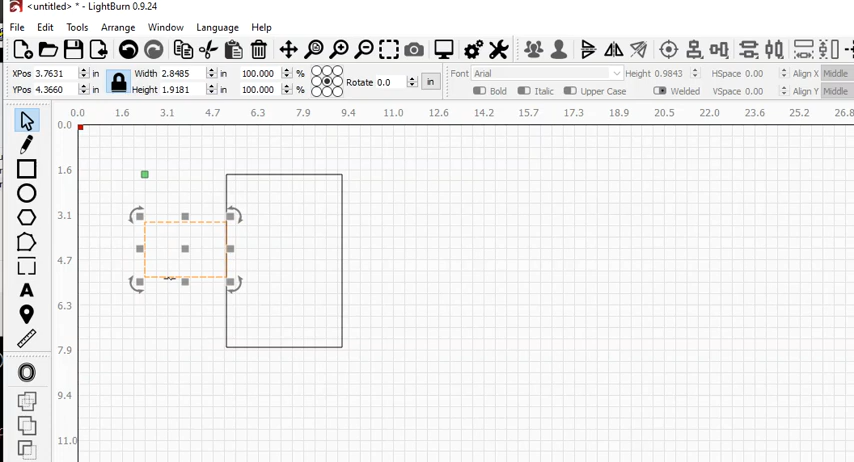 <untitled> * - LightBurn 0.9.24
File Edit Tools Arrange Window Language Help
XPos 3.7631 in Width 2.8485 in 100.000 % Rotate 0.0 in Font Arial Height 0.9843 HSpace 0.00 Align X Middle
YPos 4.3660 in Height 1.9181 in 100.000 % Bold Italic Upper Case Welded VSpace 0.00 Align Y Middle
0.0 1.6 3.1 4.7 6.3 7.9 9.4 11.0 12.6 14.2 15.7 17.3 18.9 20.5 22.0 23.6 25.2 26.8
0.0
1.6
3.1
4.7
6.3
7.9
9.4
11.0